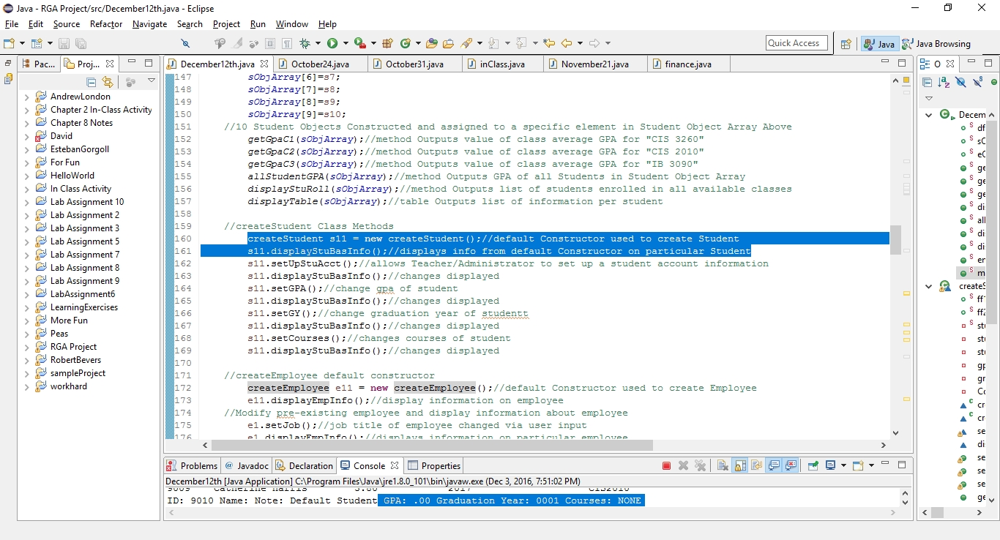 Java - RGA Project/src/December12th.java - Eclipse
File Edit Source Refactor Navigate Search Project Run Window Help
Quick Access
Java
Java Browsing
Pac...
Proj...
AndrewLondon
Chapter 2 In-Class Activity
Chapter 8 Notes
David
EstebanGorgoll
For Fun
HelloWorld
In Class Activity
Lab Assignment 10
Lab Assignment 2
Lab Assignment 3
Lab Assignment 5
Lab Assignment 7
Lab Assignment 8
Lab Assignment 9
LabAssignment6
LearningExercises
More Fun
Peas
RGA Project
RobertBevers
sampleProject
workhard
December12th.java October24.java October31.java inClass.java November21.java finance.java
147 sObjArray[6]=s7;
148 sObjArray[7]=s8;
149 sObjArray[8]=s9;
150 sObjArray[9]=s10;
151 //10 Student Objects Constructed and assigned to a specific element in Student Object Array Above
152 getGpaC1(sObjArray);//method Outputs value of class average GPA for "CIS 3260"
153 getGpaC2(sObjArray);//method Outputs value of class average GPA for "CIS 2010"
154 getGpaC3(sObjArray);//method Outputs value of class average GPA for "IB 3090"
155 allStudentGPA(sObjArray);//method Outputs GPA of all Students in Student Object Array
156 displayStuRoll(sObjArray);//method Outputs list of students enrolled in all available classes
157 displayTable(sObjArray);//table Outputs list of information per student
158
159 //createStudent Class Methods
160 createStudent s11 = new createStudent();//default Constructor used to create Student
161 s11.displayStuBasInfo();//displays info from default Constructor on particular Student
162 s11.setUpStuAcct();//allows Teacher/Administrator to set up a student account information
163 s11.displayStuBasInfo();//changes displayed
164 s11.setGPA();//change gpa of student
165 s11.displayStuBasInfo();//changes displayed
166 s11.setGY();//change graduation year of studentt
167 s11.displayStuBasInfo();//changes displayed
168 s11.setCourses();//changes courses of student
169 s11.displayStuBasInfo();//changes displayed
170
171 //createEmployee default constructor
172 createEmployee e11 = new createEmployee();//default Constructor used to create Employee
173 e11.displayEmpInfo();//display information on employee
174 //Modify pre-existing employee and display information about employee
175 e1.setJob();//job title of employee changed via user input
176 e1.displayEmpInfo();//displays information on particular employee
O
Decem
df
sO
eO
ge
ge
ge
di
all
di
di
en
m
createS
ff1
ff2
stu
stu
stu
gp
gr
Co
cr
cr
se
di
se
se
se
ge
Problems @ Javadoc Declaration Console Properties
December12th [Java Application] C:\Program Files\Java\jre1.8.0_101\bin\javaw.exe (Dec 3, 2016, 7:51:02 PM)
9009 Catherine Harris 3.80 2017 CIS2010
ID: 9010 Name: Note: Default Student GPA: .00 Graduation Year: 0001 Courses: NONE